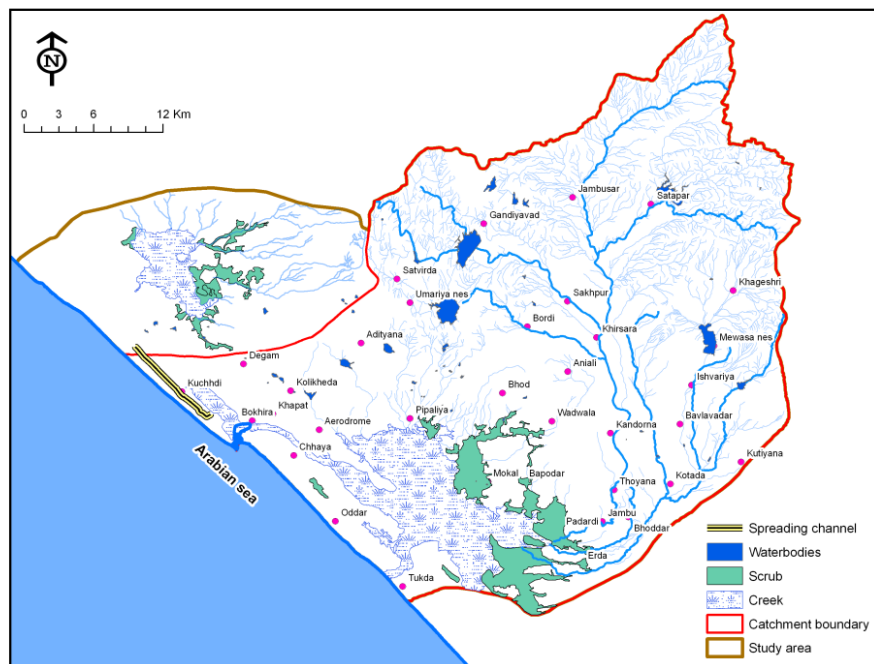 N
0 3 6 12 Km
Jambusar
Satapar
Gandiyavad
Satvirda
Khageshri
Umariya nes
Sakhpur
Bordi
Khirsara
Mewasa nes
Adityana
Degam
Aniali
Kuchhdi
Kolikheda
Ishvariya
Khapat
Bhod
Bokhira
Aerodrome
Pipaliya
Wadwala
Kandorna
Bavlavadar
Chhaya
Arabian sea
Kutiyana
Mokal
Bapodar
Thoyana
Kotada
Oddar
Padardi
Jambu
Bhoddar
Erda
Tukda
Spreading channel
Waterbodies
Scrub
Creek
Catchment boundary
Study area